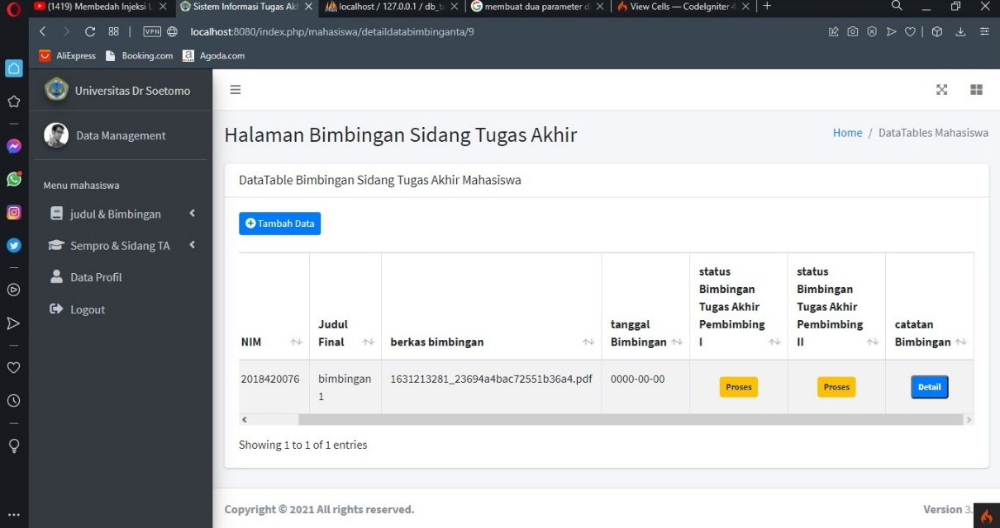 (1419) Membedah Injeksi
Sistem Informasi Tugas Ak
localhost / 127.0.0.1 / db_ta
membuat dua parameter d
View Cells — CodeIgniter 4
VPN
localhost:8080/index.php/mahasiswa/detaildatabimbinganta/9
AliExpress
Booking.com
Agoda.com
Universitas Dr Soetomo
Data Management
Menu mahasiswa
judul & Bimbingan
Sempro & Sidang TA
Data Profil
Logout
Halaman Bimbingan Sidang Tugas Akhir
Home / DataTables Mahasiswa
DataTable Bimbingan Sidang Tugas Akhir Mahasiswa
Tambah Data
NIM
Judul
Final
berkas bimbingan
tanggal
Bimbingan
status
Bimbingan
Tugas Akhir
Pembimbing
I
status
Bimbingan
Tugas Akhir
Pembimbing
II
catatan
Bimbingan
2018420076
bimbingan
1
1631213281_23694a4bac72551b36a4.pdf
0000-00-00
Proses
Proses
Detail
Showing 1 to 1 of 1 entries
Copyright © 2021 All rights reserved.
Version 3.